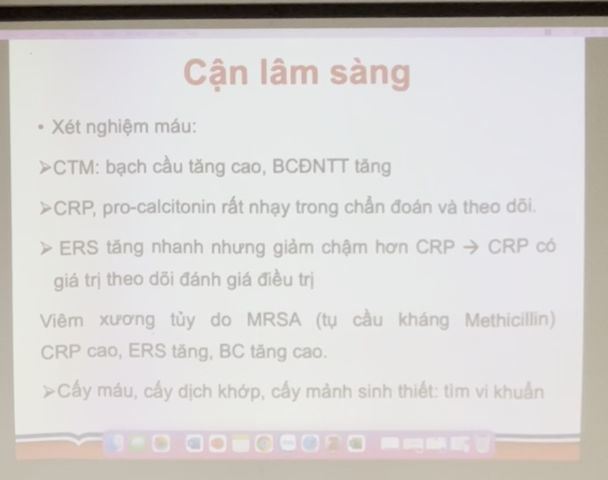 Cận lâm sàng
• Xét nghiệm máu:
➢CTM: bạch cầu tăng cao, BCĐNTT tăng
➢CRP, pro-calcitonin rất nhạy trong chẩn đoán và theo dõi.
➢ ERS tăng nhanh nhưng giảm chậm hơn CRP → CRP có
giá trị theo dõi đánh giá điều trị
Viêm xương tủy do MRSA (tụ cầu kháng Methicillin)
CRP cao, ERS tăng, BC tăng cao.
➢Cấy máu, cấy dịch khớp, cấy mảnh sinh thiết: tìm vi khuẩn